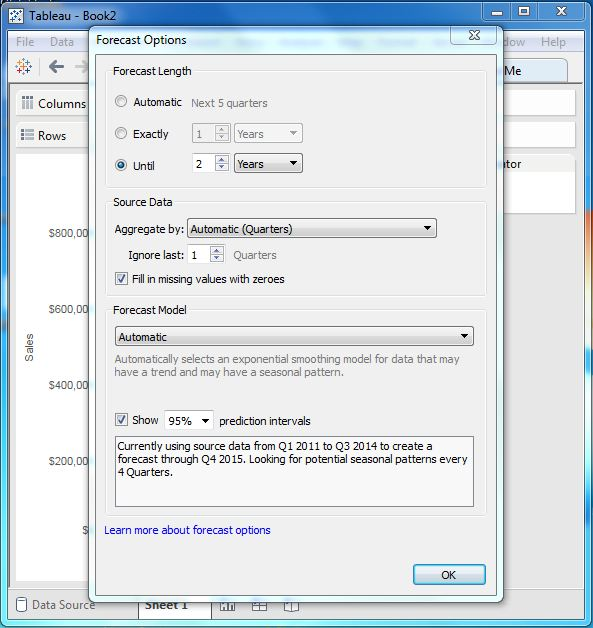 Tableau - Book2
File Data Help
Forecast Options
Me
Columns
Rows
Forecast Length
Automatic Next 5 quarters
Exactly 1 Years
Until 2 Years
Source Data
Aggregate by: Automatic (Quarters)
Ignore last: 1 Quarters
Fill in missing values with zeroes
Forecast Model
Automatic
Automatically selects an exponential smoothing model for data that may
have a trend and may have a seasonal pattern.
Show 95% prediction intervals
Currently using source data from Q1 2011 to Q3 2014 to create a
forecast through Q4 2015. Looking for potential seasonal patterns every
4 Quarters.
Learn more about forecast options
OK
$800,00
$600,00
Sales
$400,00
$200,00
Data Source Sheet 1